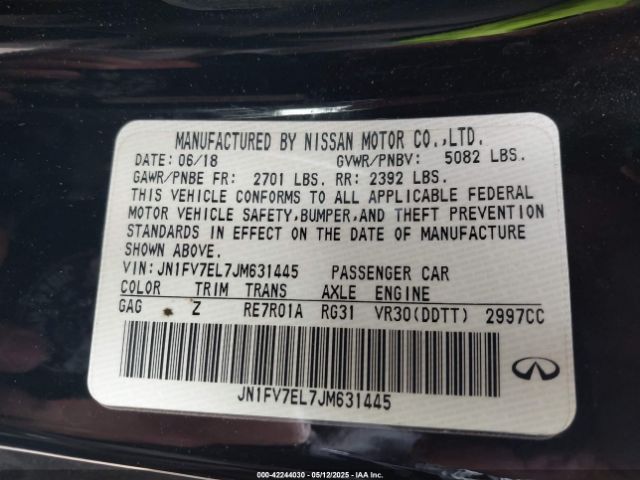 MANUFACTURED BY NISSAN MOTOR CO.,LTD.
DATE: 06/18 GVWR/PNBV: 5082 LBS.
GAWR/PNBE FR: 2701 LBS. RR: 2392 LBS.
THIS VEHICLE CONFORMS TO ALL APPLICABLE FEDERAL
MOTOR VEHICLE SAFETY,BUMPER,AND THEFT PREVENTION
STANDARDS IN EFFECT ON THE DATE OF MANUFACTURE
SHOWN ABOVE.
VIN: JN1FV7EL7JM631445 PASSENGER CAR
COLOR TRIM TRANS AXLE ENGINE
GAG Z RE7R01A RG31 VR30(DDTT) 2997CC
JN1FV7EL7JM631445
000-42244030 - 05/12/2025 - IAA Inc.